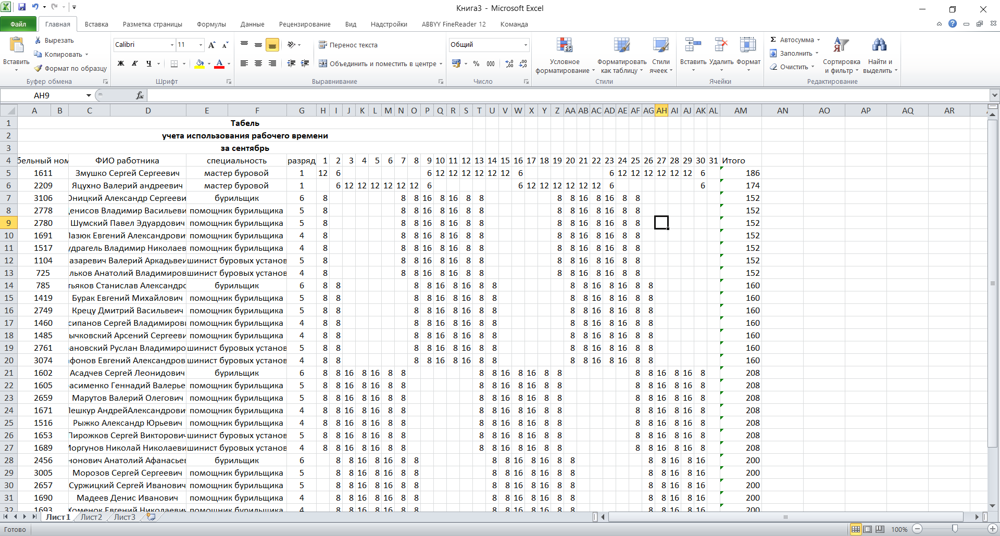 Книга3 - Microsoft Excel
Файл Главная Вставка Разметка страницы Формулы Данные Рецензирование Вид Надстройки ABBYY FineReader 12 Команда
Вставить Вырезать Копировать Формат по образцу
Calibri 11 Ж К Ч А
Перенос текста
Объединить и поместить в центре
Общий % 000
Условное форматирование Форматировать как таблицу Стили ячеек
Вставить Удалить Формат
Автосумма Заполнить Очистить Сортировка и фильтр Найти и выделить
Буфер обмена Шрифт Выравнивание Число Стили Ячейки Редактирование
AH9 fx
A B C D E F G H I J K L M N O P Q R S T U V W X Y Z AA AB AC AD AE AF AG AH AI AJ AK AL AM AN AO AP AQ AR
1 Табель
2 учета использования рабочего времени
3 за сентябрь
4 бельный ном ФИО работника специальность разряд 1 2 3 4 5 6 7 8 9 10 11 12 13 14 15 16 17 18 19 20 21 22 23 24 25 26 27 28 29 30 31 Итого
5 1611 Змушко Сергей Сергеевич мастер буровой 1 12 6 6 12 12 12 12 12 12 6 6 12 12 12 12 12 12 6 186
6 2209 Яцухно Валерий андреевич мастер буровой 1 6 12 12 12 12 12 12 6 6 12 12 12 12 12 12 6 6 174
7 3106 Оницкий Александр Сергееви бурильщик 6 8 8 8 16 8 16 8 8 8 8 16 8 16 8 8 152
8 2778 Денисов Владимир Васильеви помощник бурильщика 5 8 8 8 16 8 16 8 8 8 8 16 8 16 8 8 152
9 2780 Шумский Павел Эдуардович помощник бурильщика 5 8 8 8 16 8 16 8 8 8 8 16 8 16 8 8 152
10 1691 Лазюк Евгений Александрови помощник бурильщика 4 8 8 8 16 8 16 8 8 8 8 16 8 16 8 8 152
11 1517 удрагель Владимир Николаев помощник бурильщика 4 8 8 8 16 8 16 8 8 8 8 16 8 16 8 8 152
12 1104 азаревич Валерий Аркадьвеи шинист буровых установ 5 8 8 8 16 8 16 8 8 8 8 16 8 16 8 8 152
13 725 льков Анатолий Владимиров шинист буровых установ 4 8 8 8 16 8 16 8 8 8 8 16 8 16 8 8 152
14 785 тьяков Станислав Александро бурильщик 6 8 8 8 8 16 8 16 8 8 8 8 16 8 16 8 8 160
15 1419 Бурак Евгений Михайлович помощник бурильщика 5 8 8 8 8 16 8 16 8 8 8 8 16 8 16 8 8 160
16 2749 Крецу Дмитрий Васильвеич помощник бурильщика 5 8 8 8 8 16 8 16 8 8 8 8 16 8 16 8 8 160
17 1460 сипанов Сергей Владимирови помощник бурильщика 4 8 8 8 8 16 8 16 8 8 8 8 16 8 16 8 8 160
18 1485 ычковский Арсений Сергееви помощник бурильщика 4 8 8 8 8 16 8 16 8 8 8 8 16 8 16 8 8 160
19 2761 рановский Руслан Владимиро шинист буровых установ 5 8 8 8 8 16 8 16 8 8 8 8 16 8 16 8 8 160
20 3074 фонов Евгений Александров шинист буровых установ 4 8 8 8 8 16 8 16 8 8 8 8 16 8 16 8 8 160
21 1602 Асадчев Сергей Леонидович бурильщик 6 8 8 16 8 16 8 8 8 8 16 8 16 8 8 8 8 16 8 16 8 208
22 1605 расименко Геннадий Валерье помощник бурильщика 5 8 8 16 8 16 8 8 8 8 16 8 16 8 8 8 8 16 8 16 8 208
23 2659 Марутов Валерий Олегович помощник бурильщика 5 8 8 16 8 16 8 8 8 8 16 8 16 8 8 8 8 16 8 16 8 208
24 1671 Пешкур АндрейАлександрови помощник бурильщика 4 8 8 16 8 16 8 8 8 8 16 8 16 8 8 8 8 16 8 16 8 208
25 1516 Рыжко Александр Юрьевич помощник бурильщика 4 8 8 16 8 16 8 8 8 8 16 8 16 8 8 8 8 16 8 16 8 208
26 1653 Пирожков Сергей Викторович шинист буровых установ 5 8 8 16 8 16 8 8 8 8 16 8 16 8 8 8 8 16 8 16 8 208
27 1689 Моргунов Николай Николаеви шинист буровых установ 4 8 8 16 8 16 8 8 8 8 16 8 16 8 8 8 8 16 8 16 8 208
28 2456 нонович Анатолий Афанасьев бурильщик 6 8 8 16 8 16 8 8 8 8 16 8 16 8 8 8 8 16 8 16 200
29 3005 Морозов Сергей Сергеевич помощник бурильщика 5 8 8 16 8 16 8 8 8 8 16 8 16 8 8 8 8 16 8 16 200
30 2657 Суржицкий Сергей Иванович помощник бурильщика 5 8 8 16 8 16 8 8 8 8 16 8 16 8 8 8 8 16 8 16 200
31 1690 Мадеев Денис Иванович помощник бурильщика 4 8 8 16 8 16 8 8 8 8 16 8 16 8 8 8 8 16 8 16 200
32 1693 Хоменок Евгений Николаевич помощник бурильщика 4 8 8 16 8 16 8 8 8 8 16 8 16 8 8 8 8 16 8 16 200
Лист1 Лист2 Лист3
Готово 100%